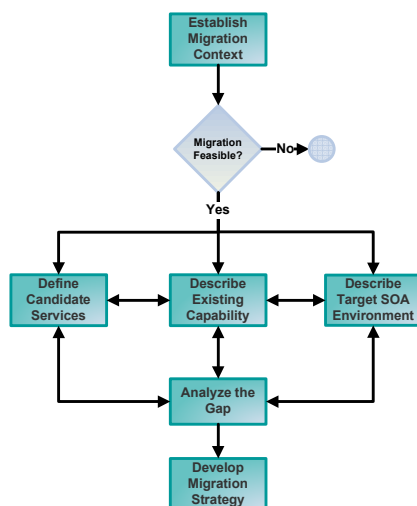 Establish
Migration
Context
Migration
Feasible?
No
Yes
Define
Candidate
Services
Describe
Existing
Capability
Describe
Target SOA
Environment
Analyze the
Gap
Develop
Migration
Strategy